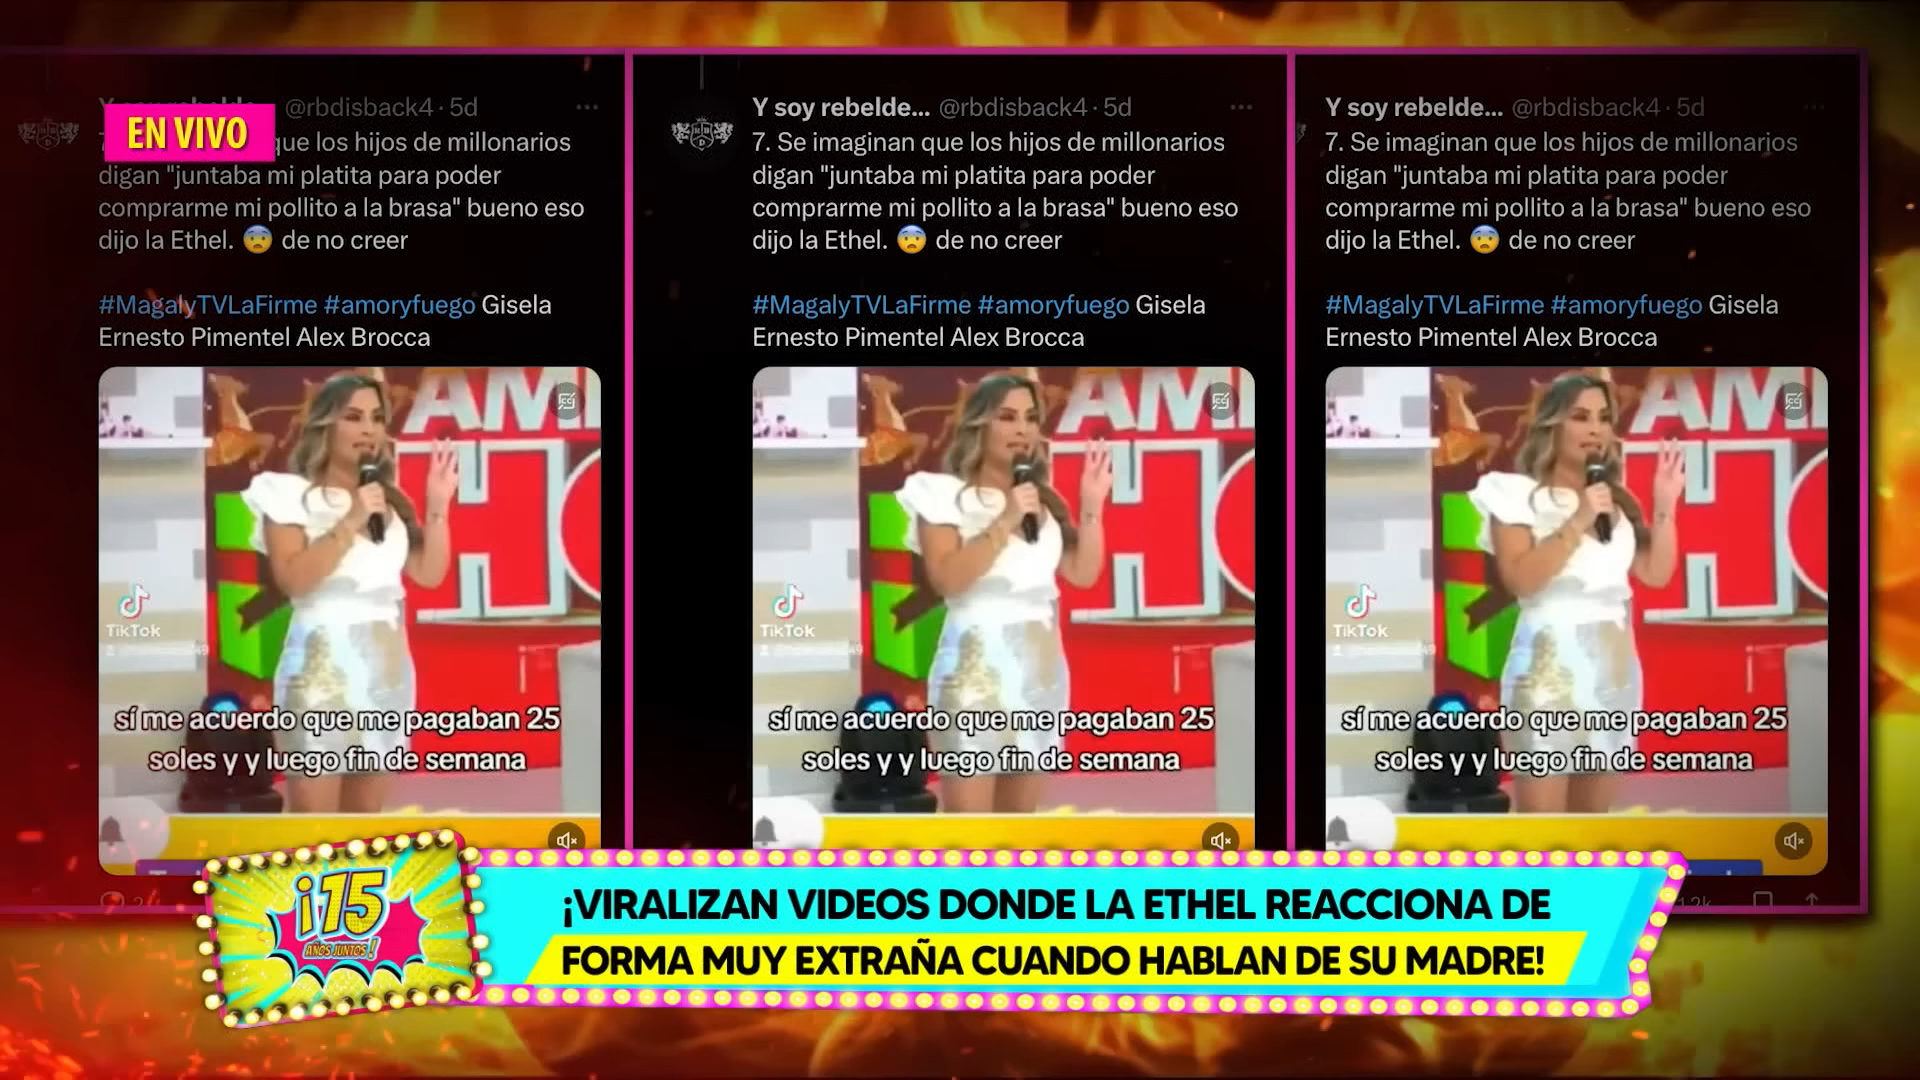 EN VIVO
@rbdisback4 · 5d
que los hijos de millonarios
digan "juntaba mi platita para poder
comprarme mi pollito a la brasa" bueno eso
dijo la Ethel. 😨 de no creer
#MagalyTVLaFirme #amoryfuego Gisela
Ernesto Pimentel Alex Brocca
AMI
HO
TikTok
sí me acuerdo que me pagaban 25
soles y y luego fin de semana
Y soy rebelde... @rbdisback4 · 5d
7. Se imaginan que los hijos de millonarios
digan "juntaba mi platita para poder
comprarme mi pollito a la brasa" bueno eso
dijo la Ethel. 😨 de no creer
#MagalyTVLaFirme #amoryfuego Gisela
Ernesto Pimentel Alex Brocca
AMI
HO
TikTok
sí me acuerdo que me pagaban 25
soles y y luego fin de semana
Y soy rebelde... @rbdisback4 · 5d
7. Se imaginan que los hijos de millonarios
digan "juntaba mi platita para poder
comprarme mi pollito a la brasa" bueno eso
dijo la Ethel. 😨 de no creer
#MagalyTVLaFirme #amoryfuego Gisela
Ernesto Pimentel Alex Brocca
AMI
HO
TikTok
sí me acuerdo que me pagaban 25
soles y y luego fin de semana
¡15
AÑOS JUNTOS!
¡VIRALIZAN VIDEOS DONDE LA ETHEL REACCIONA DE
FORMA MUY EXTRAÑA CUANDO HABLAN DE SU MADRE!